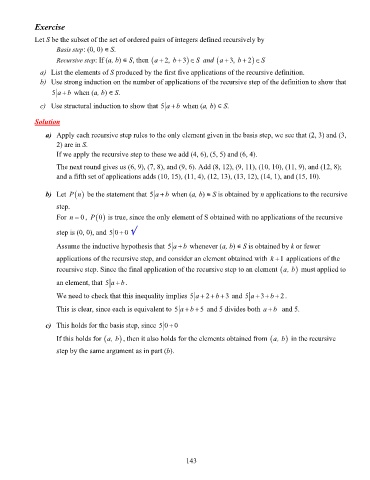 Exercise
Let S be the subset of the set of ordered pairs of integers defined recursively by
Basis step: (0, 0) ∈ S.
Recursive step: If (a, b) ∈ S, then (a+2, b+3) ∈ S and (a+3, b+2) ∈ S
a) List the elements of S produced by the first five applications of the recursive definition.
b) Use strong induction on the number of applications of the recursive step of the definition to show that
5|a+b when (a, b) ∈ S.
c) Use structural induction to show that 5|a+b when (a, b) ∈ S.
Solution
a) Apply each recursive step rules to the only element given in the basis step, we see that (2, 3) and (3,
2) are in S.
If we apply the recursive step to these we add (4, 6), (5, 5) and (6, 4).
The next round gives us (6, 9), (7, 8), and (9, 6). Add (8, 12), (9, 11), (10, 10), (11, 9), and (12, 8);
and a fifth set of applications adds (10, 15), (11, 4), (12, 13), (13, 12), (14, 1), and (15, 10).
b) Let P(n) be the statement that 5|a+b when (a, b) ∈ S is obtained by n applications to the recursive
step.
For n = 0, P(0) is true, since the only element of S obtained with no applications of the recursive
step is (0, 0), and 5|0+0 √
Assume the inductive hypothesis that 5|a+b whenever (a, b) ∈ S is obtained by k or fewer
applications of the recursive step, and consider an element obtained with k+1 applications of the
recursive step. Since the final application of the recursive step to an element (a, b) must applied to
an element, that 5|a+b.
We need to check that this inequality implies 5|a+2+b+3 and 5|a+3+b+2.
This is clear, since each is equivalent to 5|a+b+5 and 5 divides both a+b and 5.
c) This holds for the basis step, since 5|0+0
If this holds for (a, b), then it also holds for the elements obtained from (a, b) in the recursive
step by the same argument as in part (b).
143